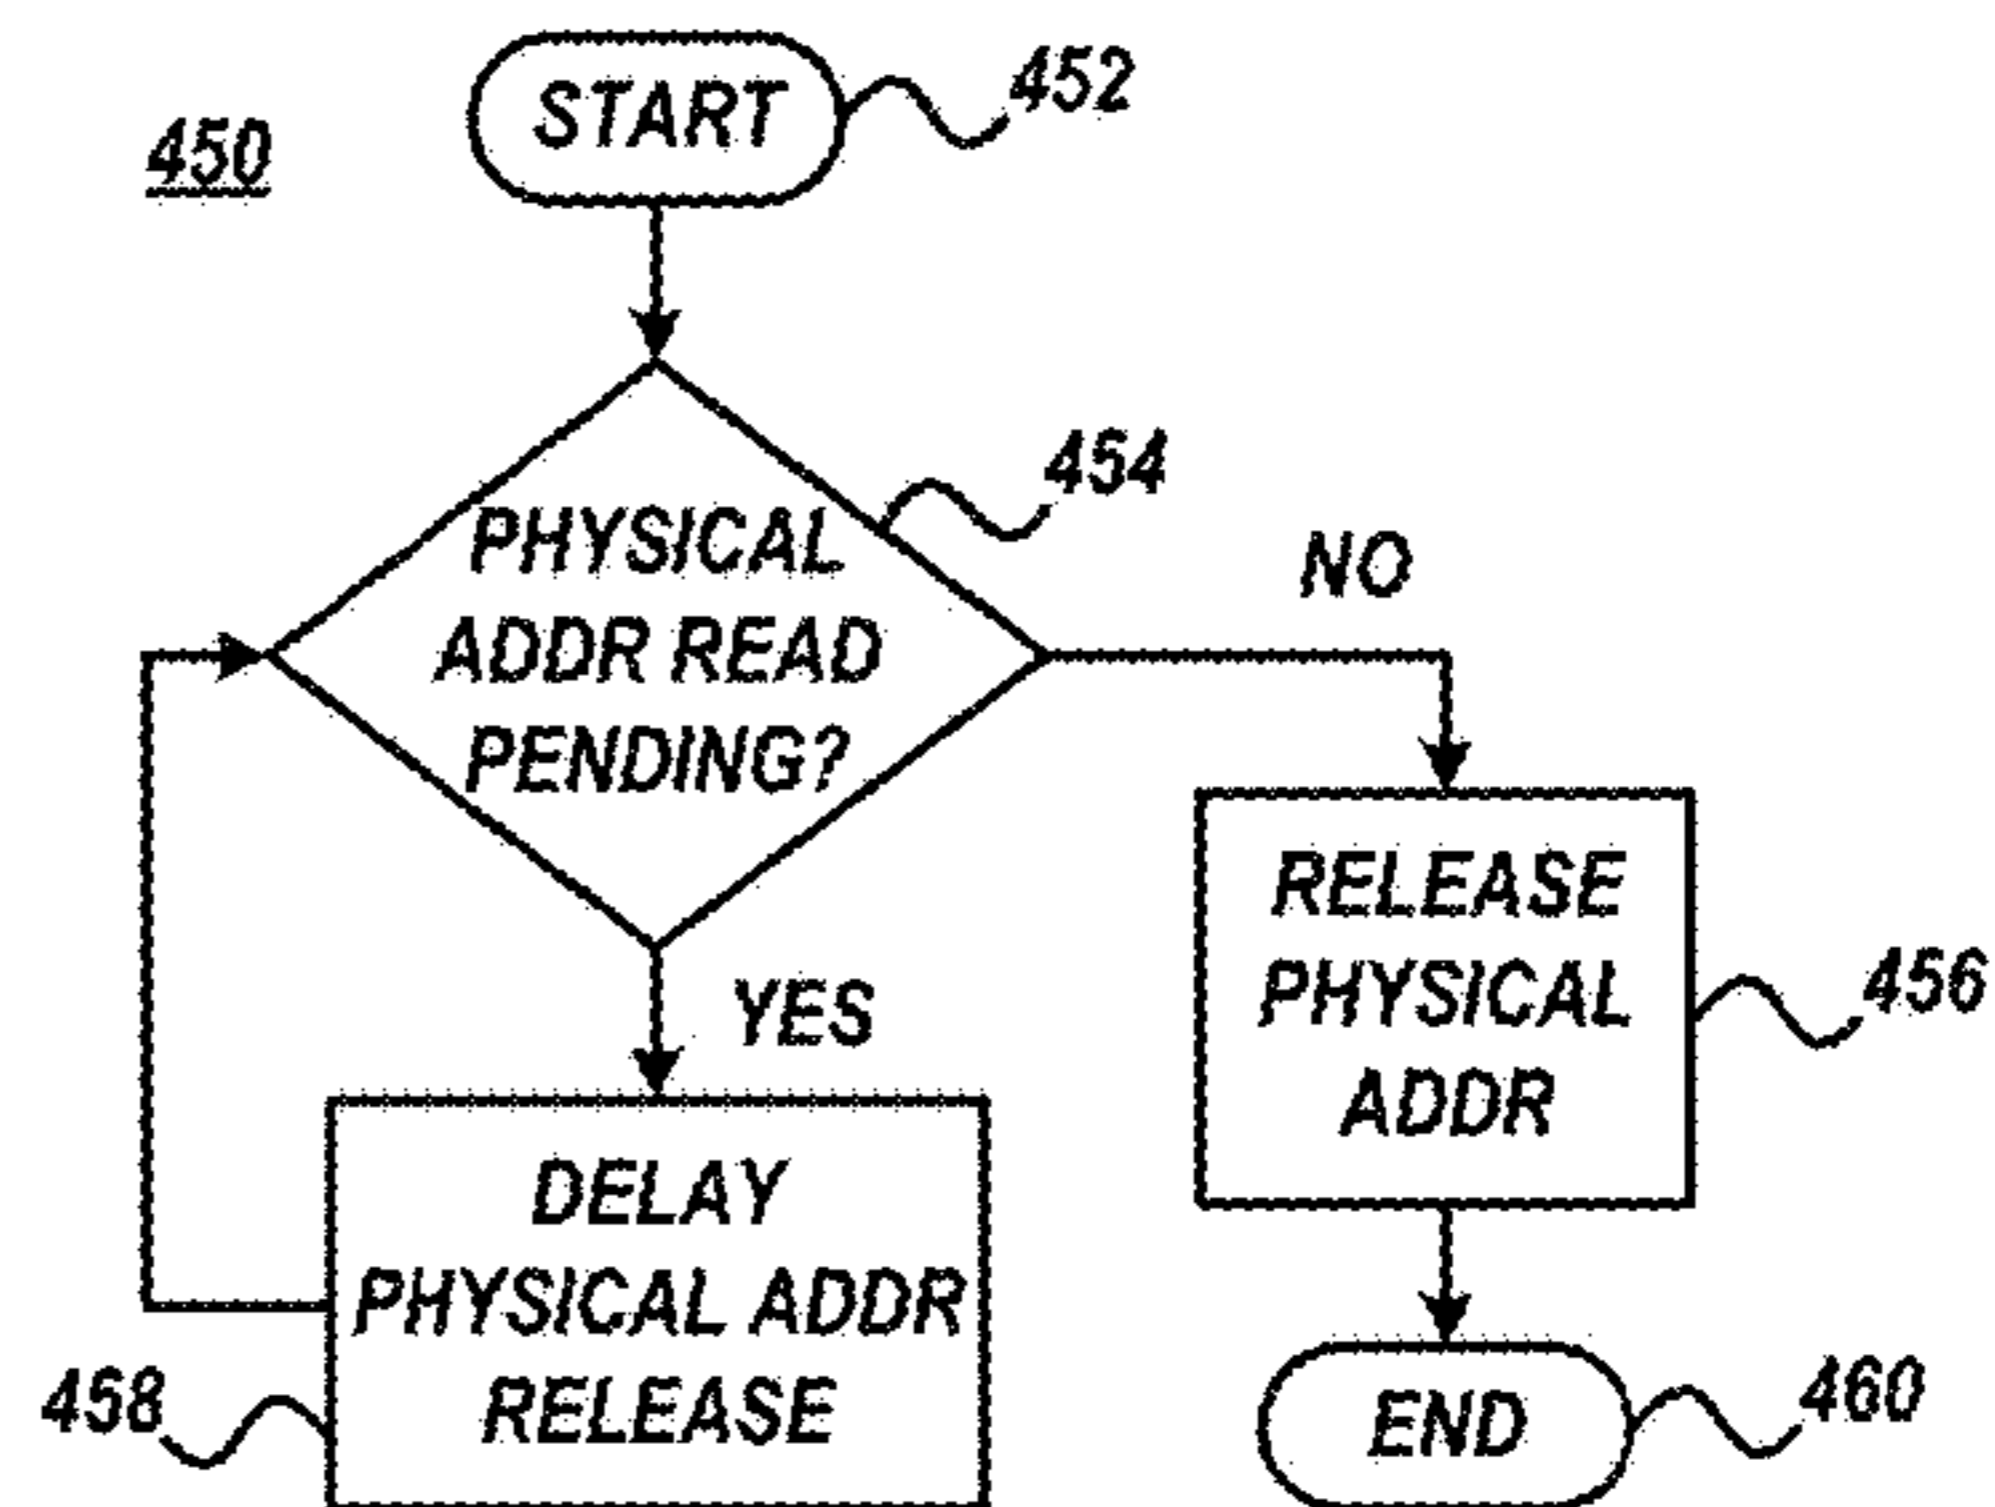 450
START
452
PHYSICAL
ADDR READ
PENDING?
454
NO
YES
RELEASE
PHYSICAL
ADDR
456
DELAY
PHYSICAL ADDR
RELEASE
458
END
460